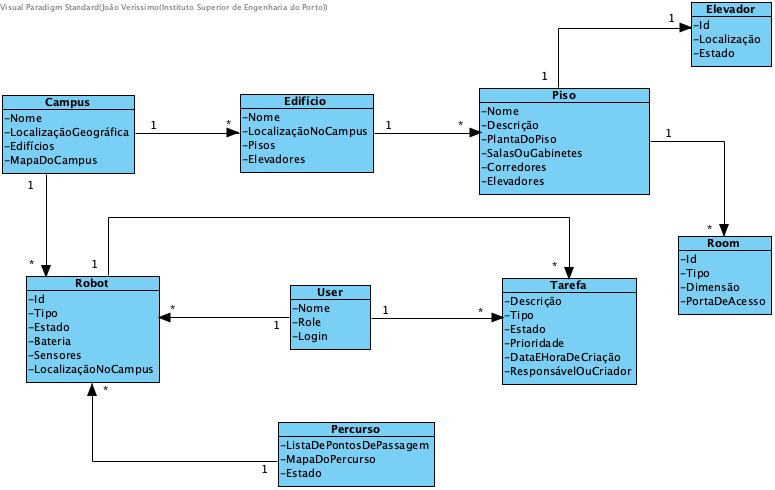 Visual Paradigm Standard(João Veríssimo(Instituto Superior de Engenharia do Porto))
Elevador
-Id
-Localização
-Estado
1
1
Campus
-Nome
-LocalizaçãoGeográfica
-Edifícios
-MapaDoCampus
1
*
Edifício
-Nome
-LocalizaçãoNoCampus
-Pisos
-Elevadores
1
*
Piso
-Nome
-Descrição
-PlantaDoPiso
-SalasOuGabinetes
-Corredores
-Elevadores
1
*
Room
-Id
-Tipo
-Dimensão
-PortaDeAcesso
1
*
1
*
Robot
-Id
-Tipo
-Estado
-Bateria
-Sensores
-LocalizaçãoNoCampus
*
1
User
-Nome
-Role
-Login
1
*
Tarefa
-Descrição
-Tipo
-Estado
-Prioridade
-DataEHoraDeCriação
-ResponsávelOuCriador
*
1
Percurso
-ListaDePontosDePassagem
-MapaDoPercurso
-Estado